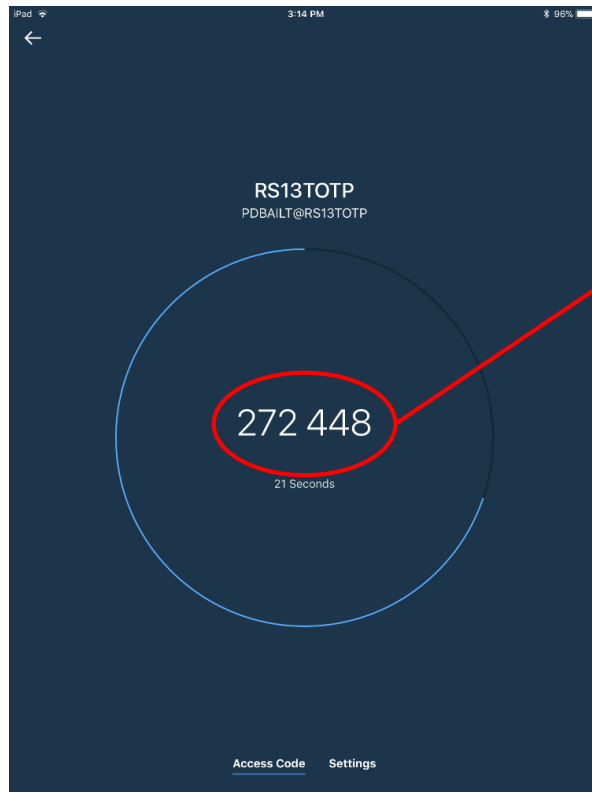 iPad 3:14 PM 96%
RS13TOTP
PDBAILT@RS13TOTP
272 448
21 Seconds
Access Code Settings